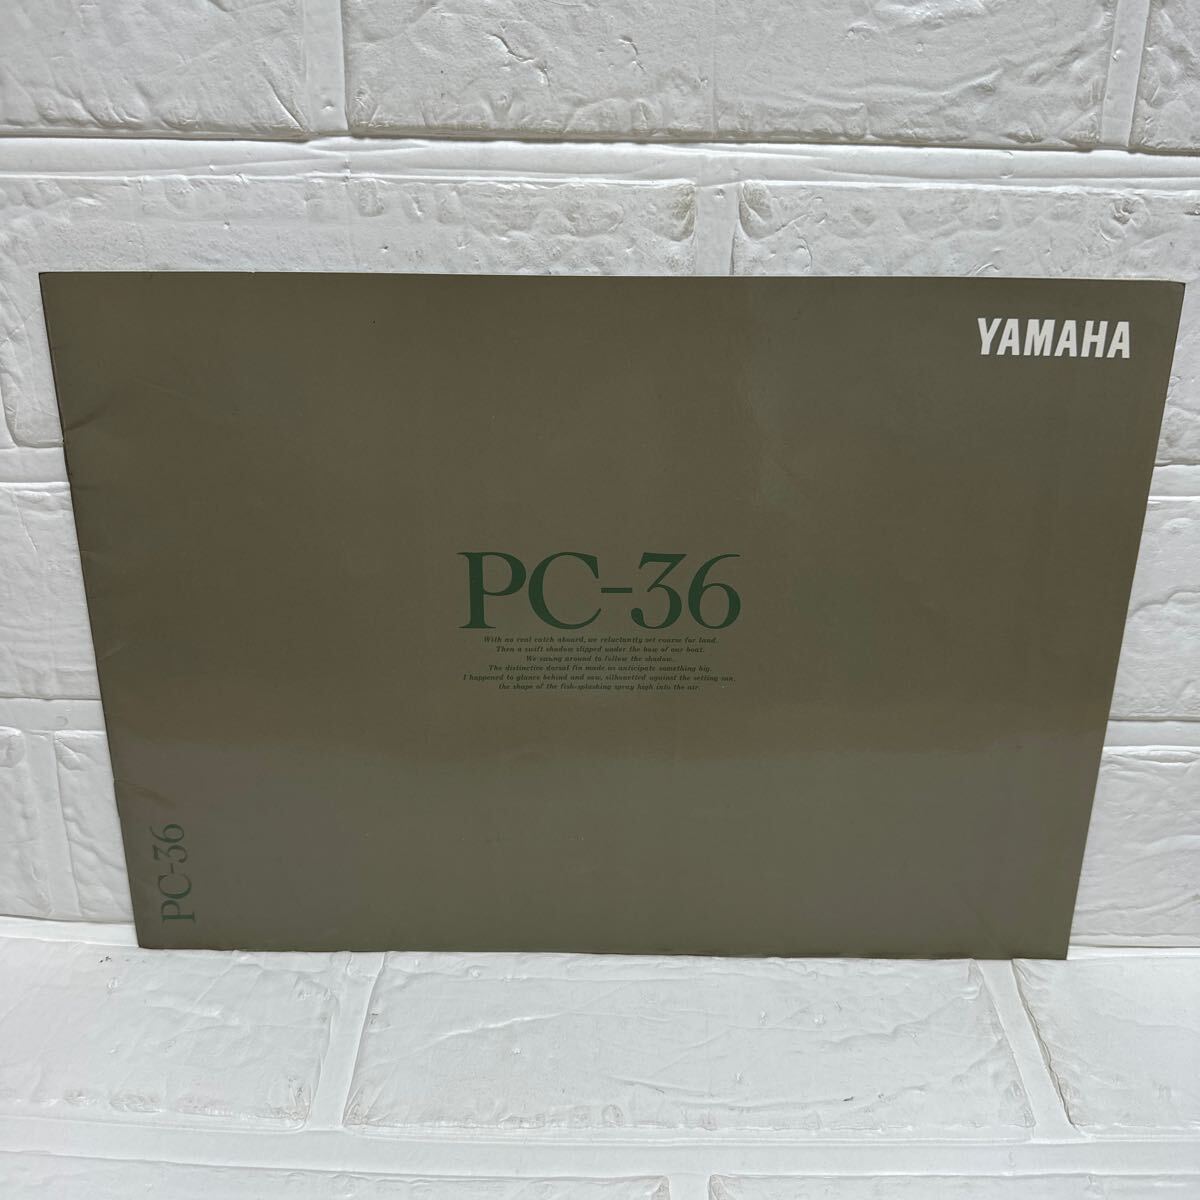 YAMAHA
PC-36
With no real catch aboard, we reluctantly set course for land.
Then a swift shadow slipped under the bow of our boat.
We swung around to follow the shadow.
The distinctive dorsal fin made us anticipate something big.
I happened to glance behind and saw, silhouetted against the setting sun,
the shape of the fish-splashing spray high into the air.
PC-36